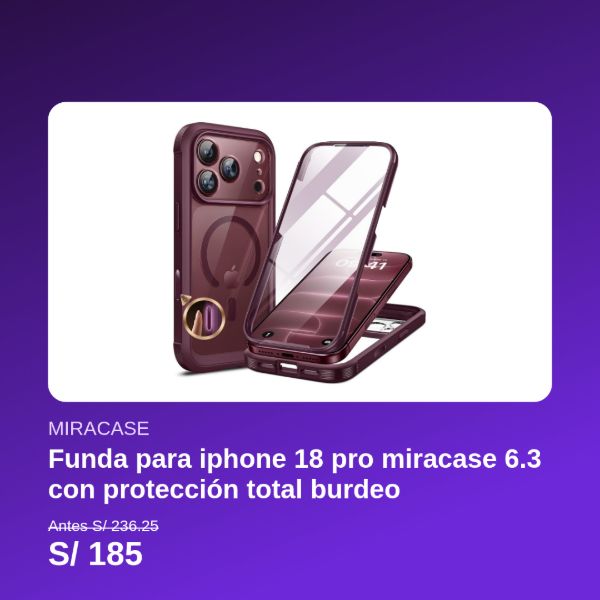 MIRACASE
Funda para iphone 18 pro miracase 6.3
con protección total burdeo
Antes S/ 236.25
S/ 185